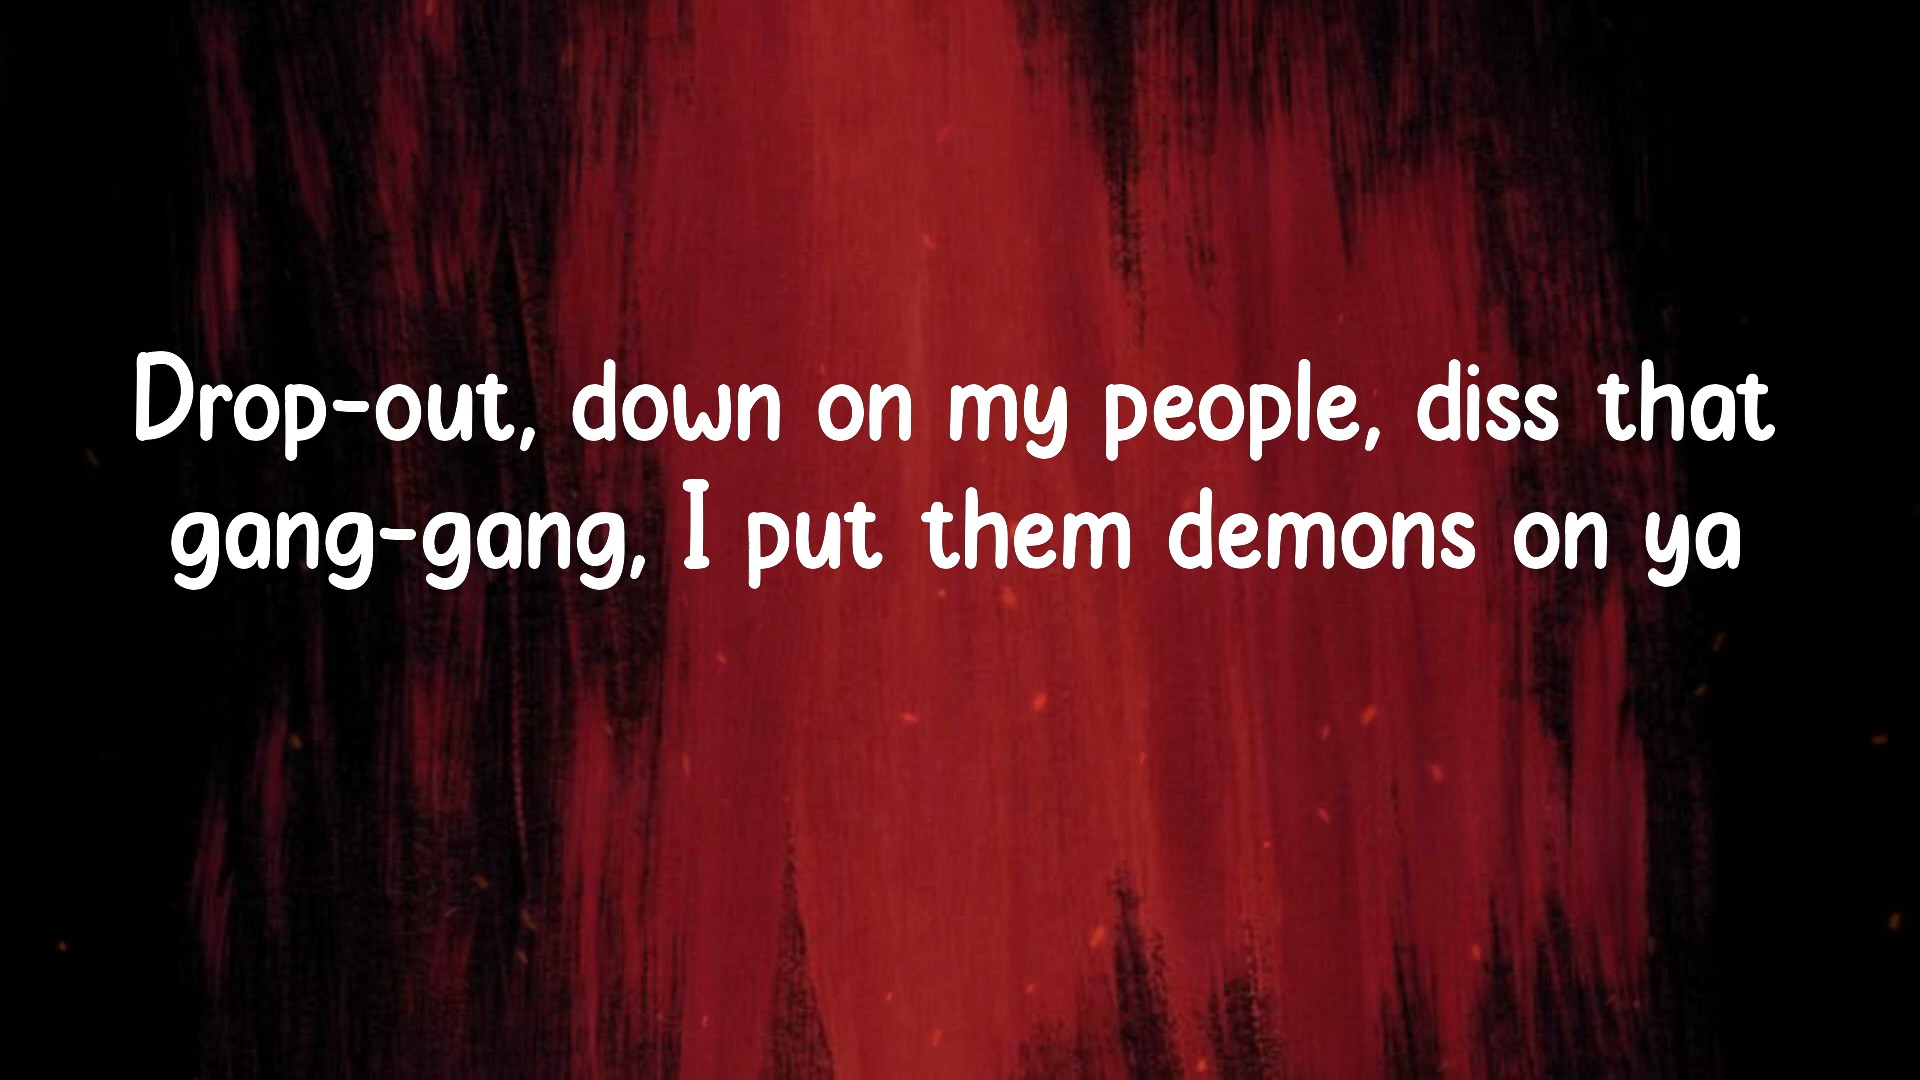 Drop-out, down on my people, diss that
gang-gang, I put them demons on ya